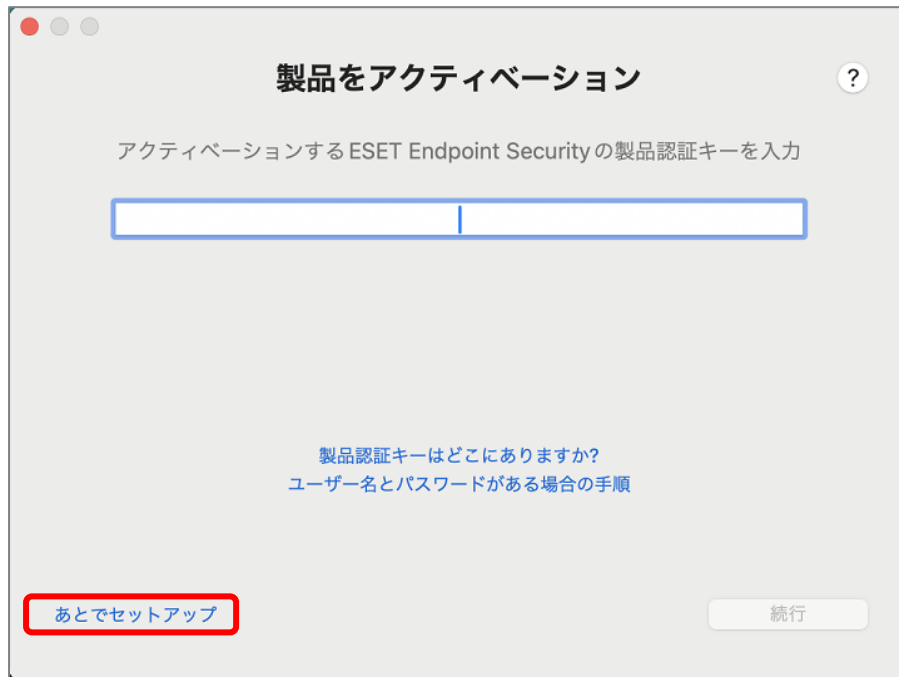 製品をアクティベーション
?
アクティベーションするESET Endpoint Securityの製品認証キーを入力
製品認証キーはどこにありますか?
ユーザー名とパスワードがある場合の手順
あとでセットアップ
続行